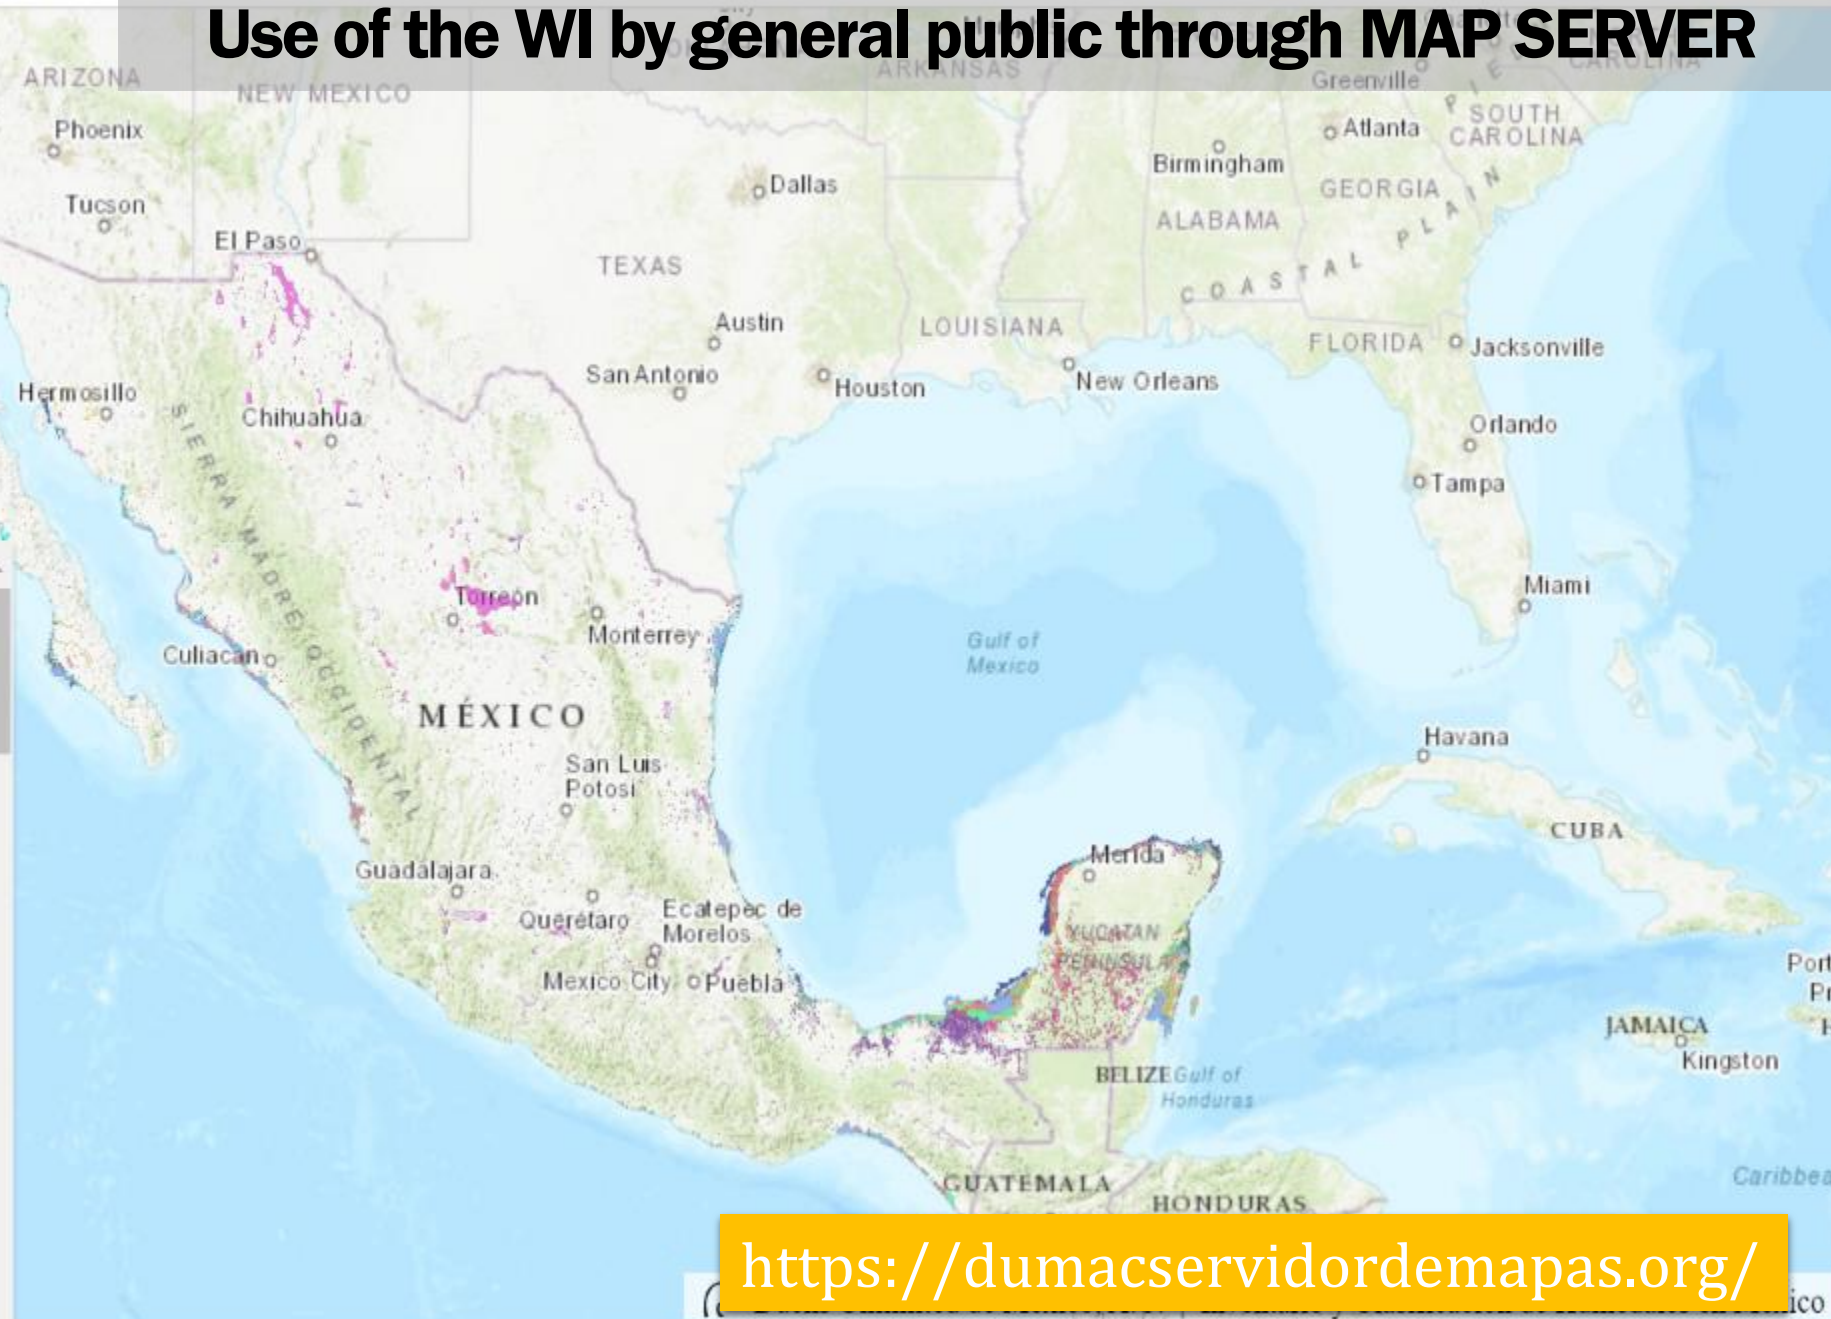 Use of the WI by general public through MAP SERVER
ARIZONA
NEW MEXICO
ARKANSAS
CAROLINA
Greenville
Phoenix
Atlanta
SOUTH
CAROLINA
Birmingham
Dallas
Tucson
GEORGIA
ALABAMA
El Paso
TEXAS
COASTAL PLAIN
Austin
LOUISIANA
FLORIDA
Jacksonville
San Antonio
Houston
New Orleans
Hermosillo
Chihuahua
Orlando
Tampa
SIERRA MADRE OCCIDENTAL
Torreón
Miami
Monterrey
Gulf of
Mexico
Culiacan
MÉXICO
Havana
San Luis
Potosi
CUBA
Merida
Guadalajara
Querétaro
Ecatepec de
Morelos
YUCATAN
PENINSULA
Mexico City
Puebla
Port
JAMAICA
Kingston
BELIZE
Gulf of
Honduras
GUATEMALA
HONDURAS
https://dumacservidordemapas.org/